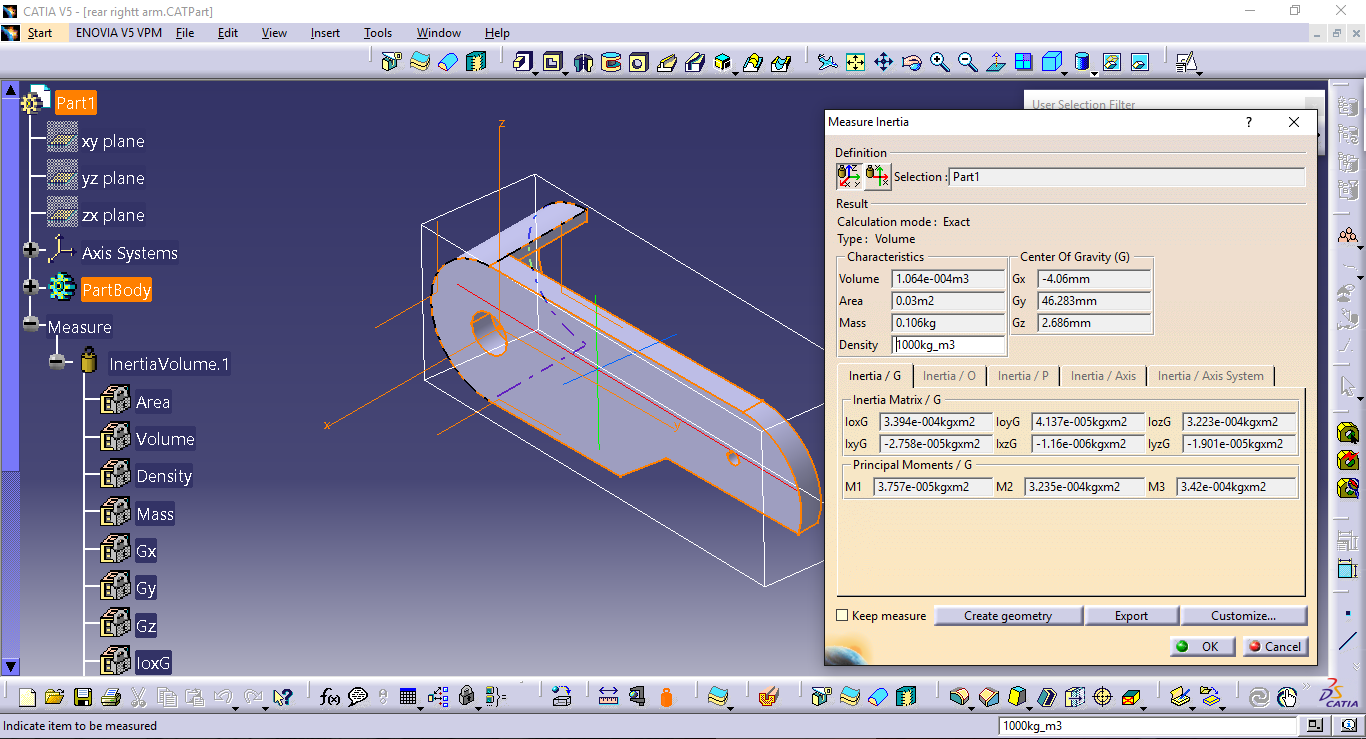 CATIA V5 - [rear rightt arm.CATPart]
Start ENOVIA V5 VPM File Edit View Insert Tools Window Help
Part1
xy plane
yz plane
zx plane
Axis Systems
PartBody
Measure
InertiaVolume.1
Area
Volume
Density
Mass
Gx
Gy
Gz
IoxG
z
x
y
User Selection Filter
Measure Inertia
Definition
Selection : Part1
Result
Calculation mode : Exact
Type : Volume
Characteristics Center Of Gravity (G)
Volume 1.064e-004m3 Gx -4.06mm
Area 0.03m2 Gy 46.283mm
Mass 0.106kg Gz 2.686mm
Density 1000kg_m3
Inertia / G Inertia / O Inertia / P Inertia / Axis Inertia / Axis System
Inertia Matrix / G
IoxG 3.394e-004kgxm2 IoyG 4.137e-005kgxm2 IozG 3.223e-004kgxm2
IxyG -2.758e-005kgxm2 IxzG -1.16e-006kgxm2 IyzG -1.901e-005kgxm2
Principal Moments / G
M1 3.757e-005kgxm2 M2 3.235e-004kgxm2 M3 3.42e-004kgxm2
Keep measure Create geometry Export Customize...
OK Cancel
f(x)
CATIA
Indicate item to be measured
1000kg_m3